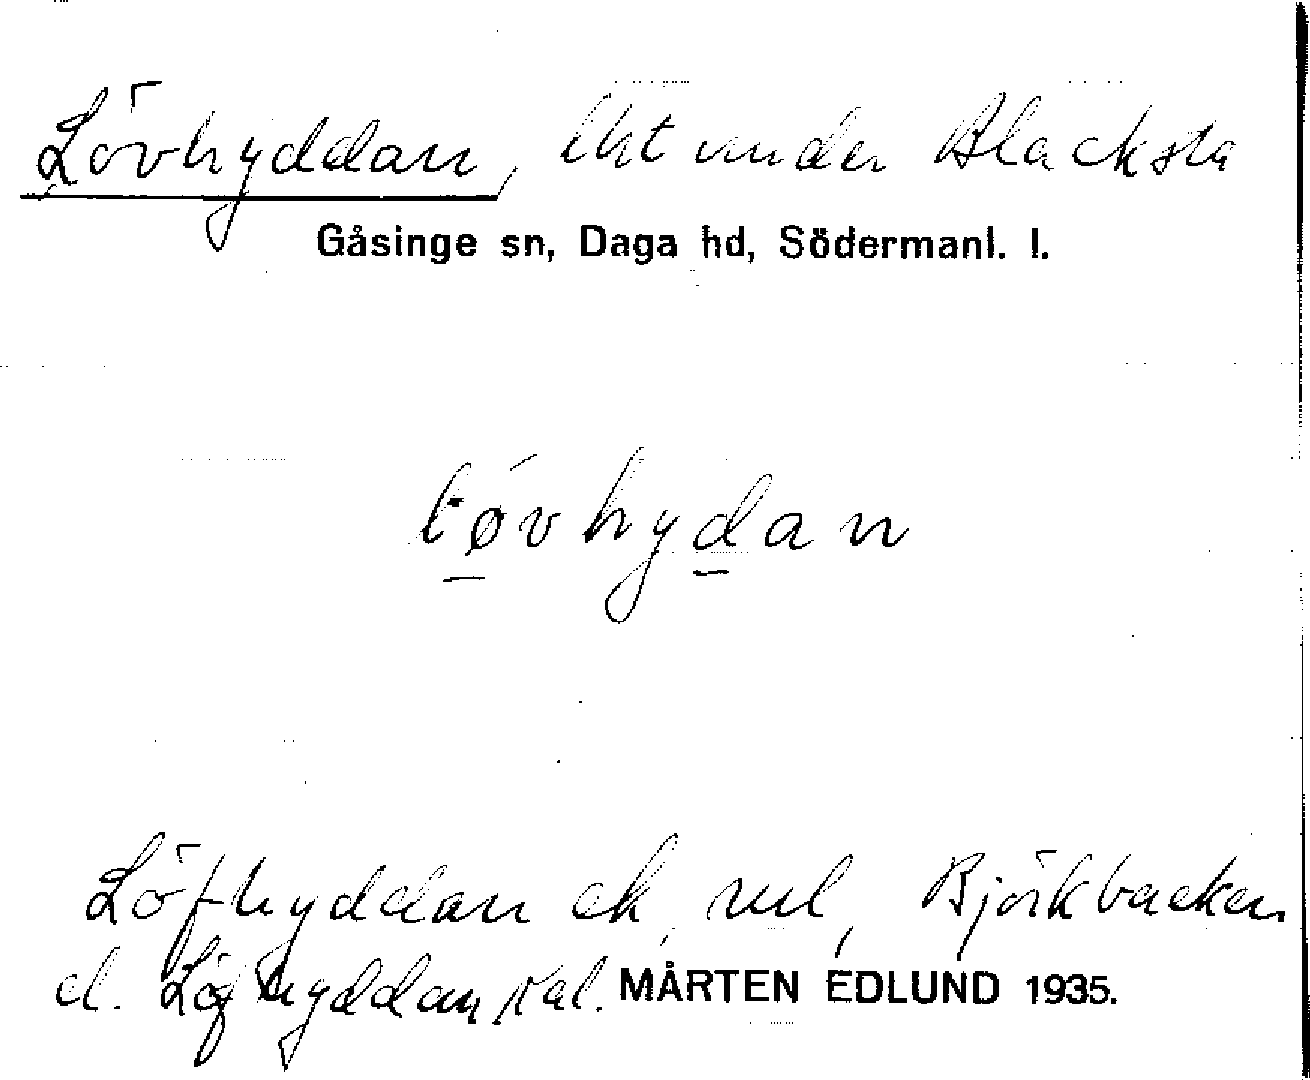 Lövhyddan, lht under Blacksta
Gåsinge sn, Daga hd, Södermanl. l.
løvhydan
Löfhyddan ek, rul, Björkbacken
el. Löfhyddan kal. MÅRTEN EDLUND 1935.